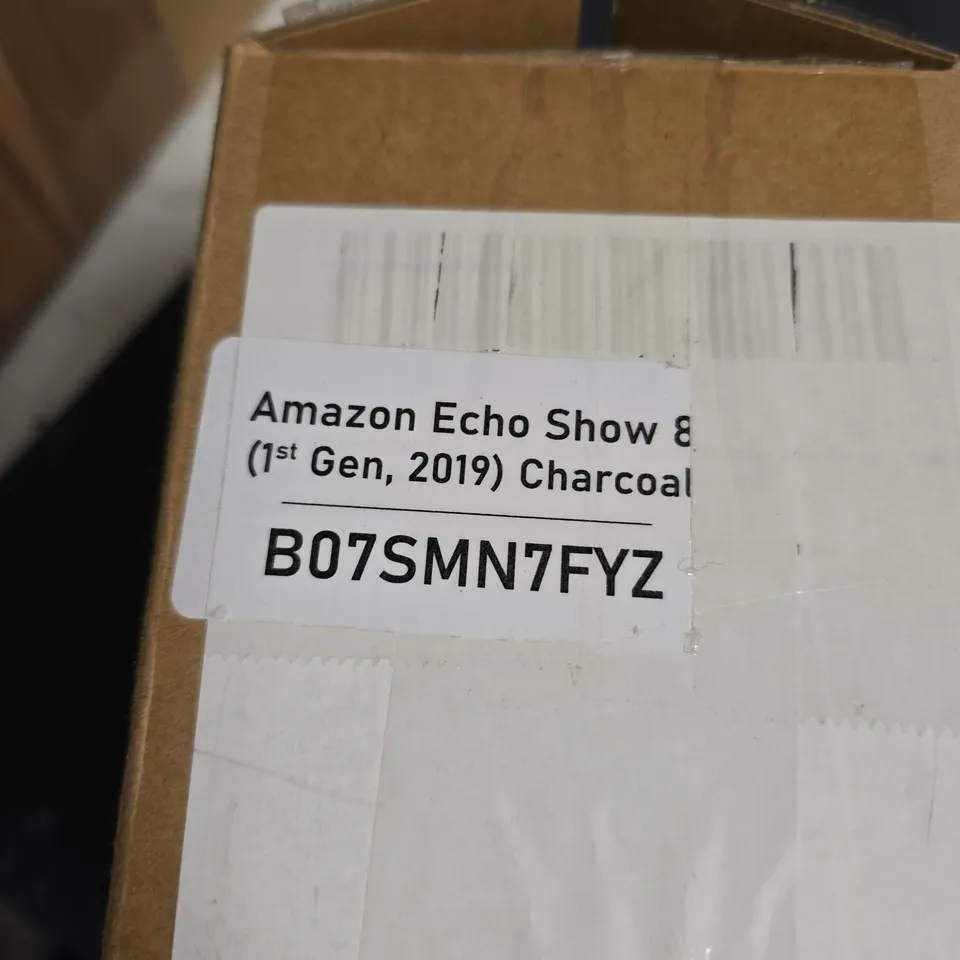 Amazon Echo Show 8
(1st Gen, 2019) Charcoal
B07SMN7FYZ